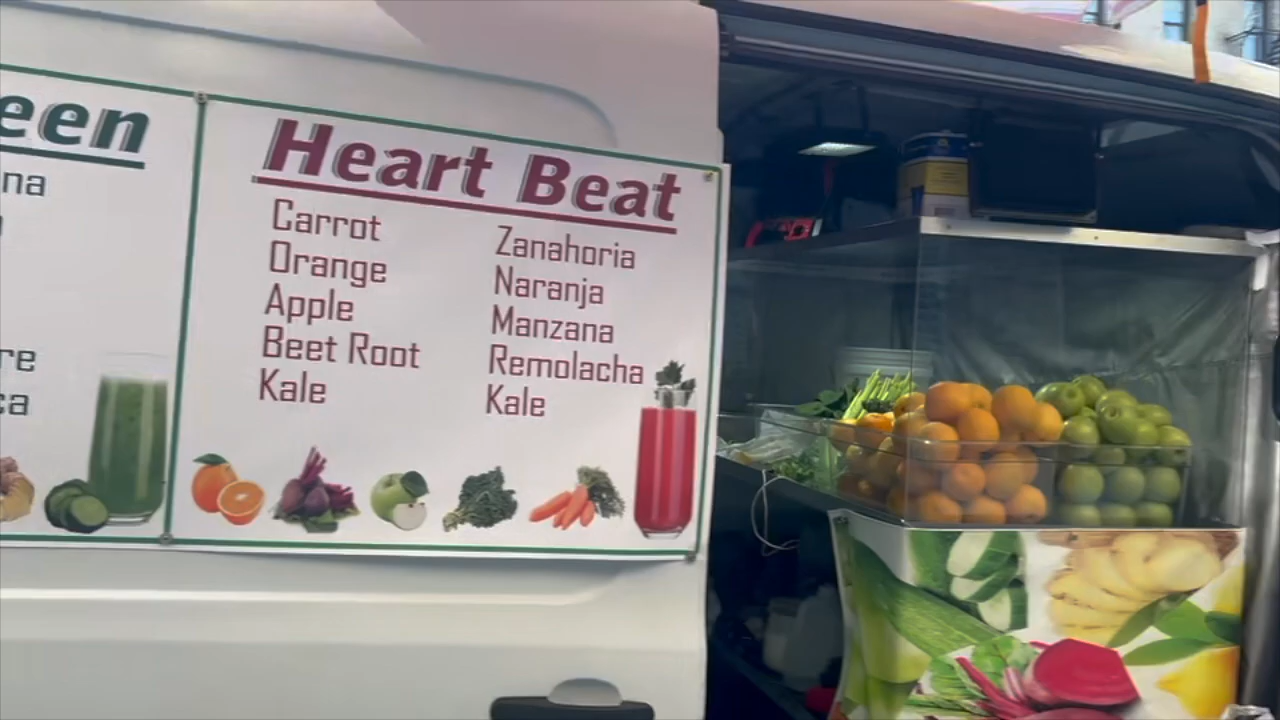 een
na
re
ca
Heart Beat
Carrot
Orange
Apple
Beet Root
Kale
Zanahoria
Naranja
Manzana
Remolacha
Kale